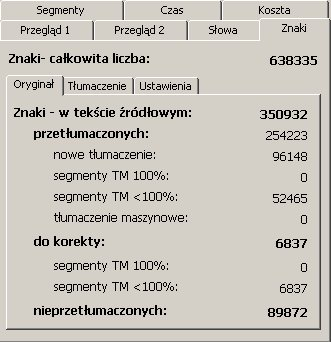 Segmenty Czas Koszta
Przegląd 1 Przegląd 2 Słowa Znaki
Znaki- całkowita liczba: 638335
Oryginał Tłumaczenie Ustawienia
Znaki - w tekście źródłowym: 350932
przetłumaczonych: 254223
nowe tłumaczenie: 96148
segmenty TM 100%: 0
segmenty TM <100%: 52465
tłumaczenie maszynowe: 0
do korekty: 6837
segmenty TM 100%: 0
segmenty TM <100%: 6837
nieprzetłumaczonych: 89872